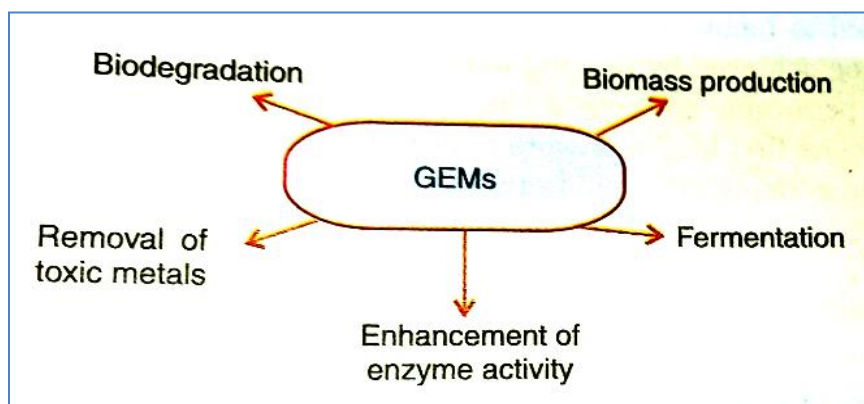 Biodegradation
Biomass production
GEMs
Removal of
toxic metals
Fermentation
Enhancement of
enzyme activity